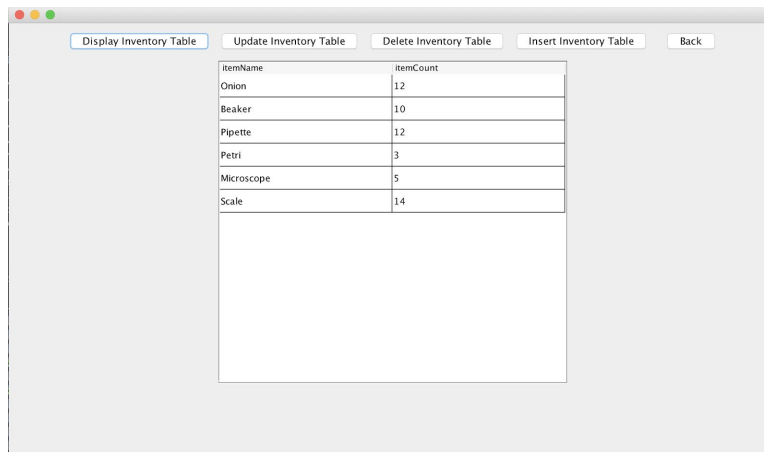 Display Inventory Table Update Inventory Table Delete Inventory Table Insert Inventory Table Back
itemName itemCount
Onion 12
Beaker 10
Pipette 12
Petri 3
Microscope 5
Scale 14